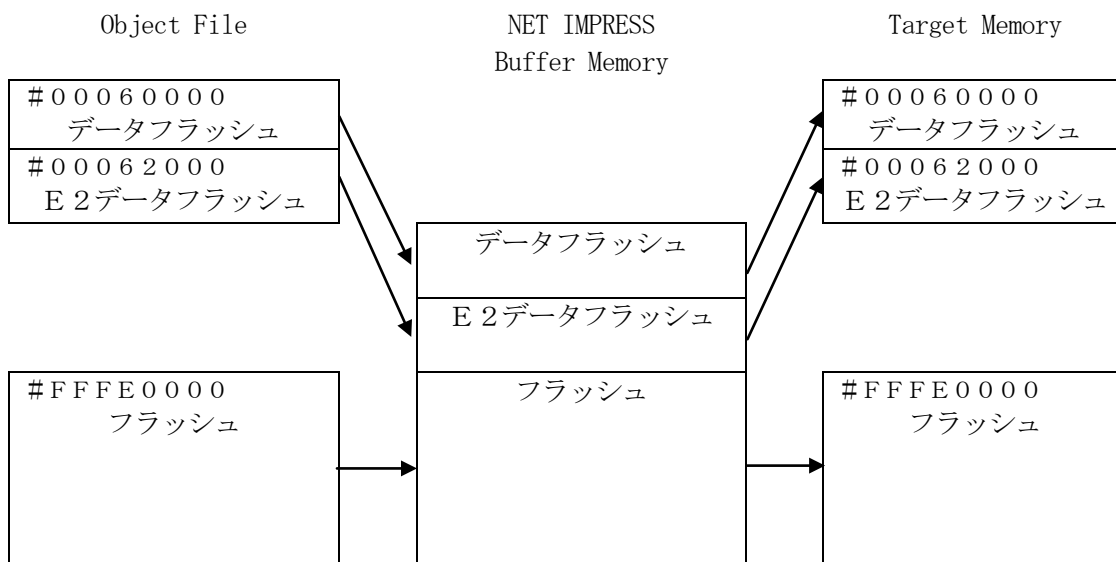 Object File
NET IMPRESS
Buffer Memory
Target Memory
#00060000
データフラッシュ
#00062000
E2データフラッシュ
#FFFE0000
フラッシュ
データフラッシュ
E2データフラッシュ
フラッシュ
#00060000
データフラッシュ
#00062000
E2データフラッシュ
#FFFE0000
フラッシュ